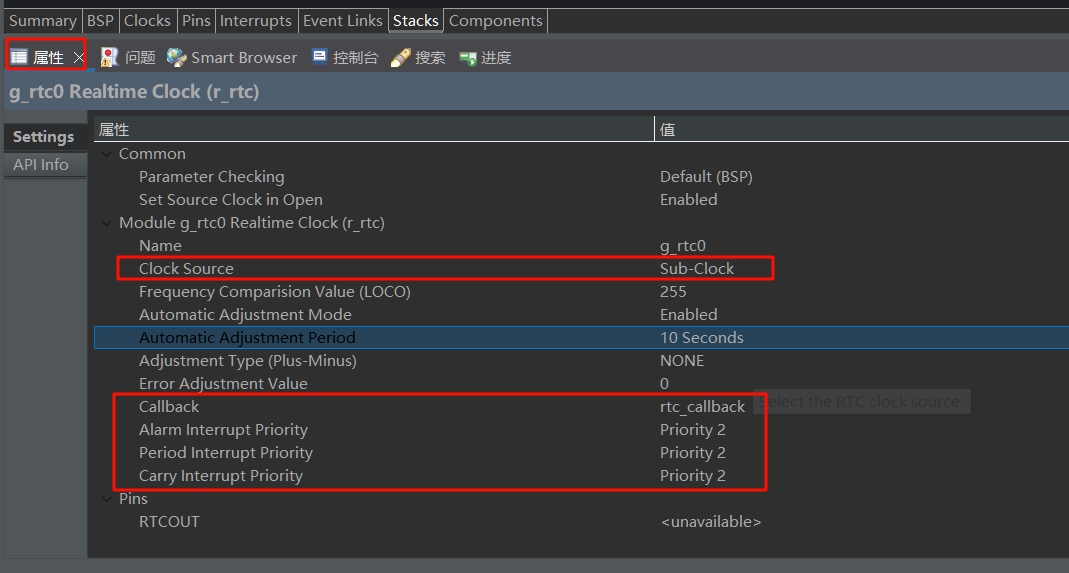 Summary BSP Clocks Pins Interrupts Event Links Stacks Components
属性 问题 Smart Browser 控制台 搜索 进度
g_rtc0 Realtime Clock (r_rtc)
Settings
API Info
属性 值
Common
Parameter Checking Default (BSP)
Set Source Clock in Open Enabled
Module g_rtc0 Realtime Clock (r_rtc)
Name g_rtc0
Clock Source Sub-Clock
Frequency Comparision Value (LOCO) 255
Automatic Adjustment Mode Enabled
Automatic Adjustment Period 10 Seconds
Adjustment Type (Plus-Minus) NONE
Error Adjustment Value 0
Callback rtc_callback Select the RTC clock source.
Alarm Interrupt Priority Priority 2
Period Interrupt Priority Priority 2
Carry Interrupt Priority Priority 2
Pins
RTCOUT <unavailable>